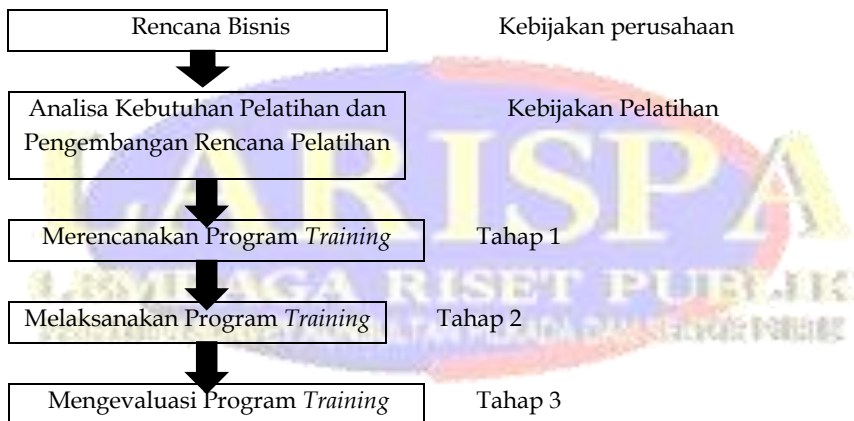 Rencana Bisnis Kebijakan perusahaan
Analisa Kebutuhan Pelatihan dan Kebijakan Pelatihan
Pengembangan Rencana Pelatihan
LARISPA
Merencanakan Program Training Tahap 1
LEMBAGA RISET PUBLIK
Melaksanakan Program Training Tahap 2
Mengevaluasi Program Training Tahap 3